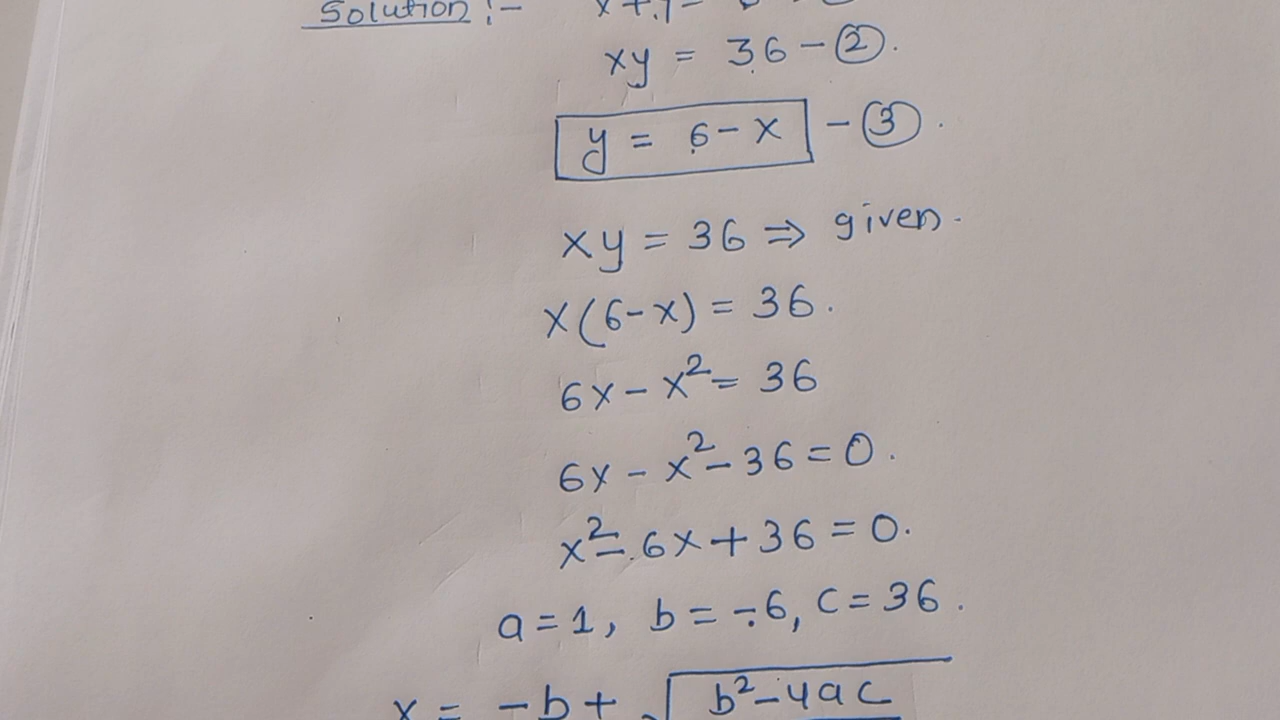 Solution :-
xy = 36 - ②.
y = 6 - x - ③.
xy = 36 ⇒ given.
x(6-x) = 36.
6x - x² = 36
6x - x² - 36 = 0.
x² - 6x + 36 = 0.
a = 1, b = -6, c = 36.
x = -b + √b² - 4ac